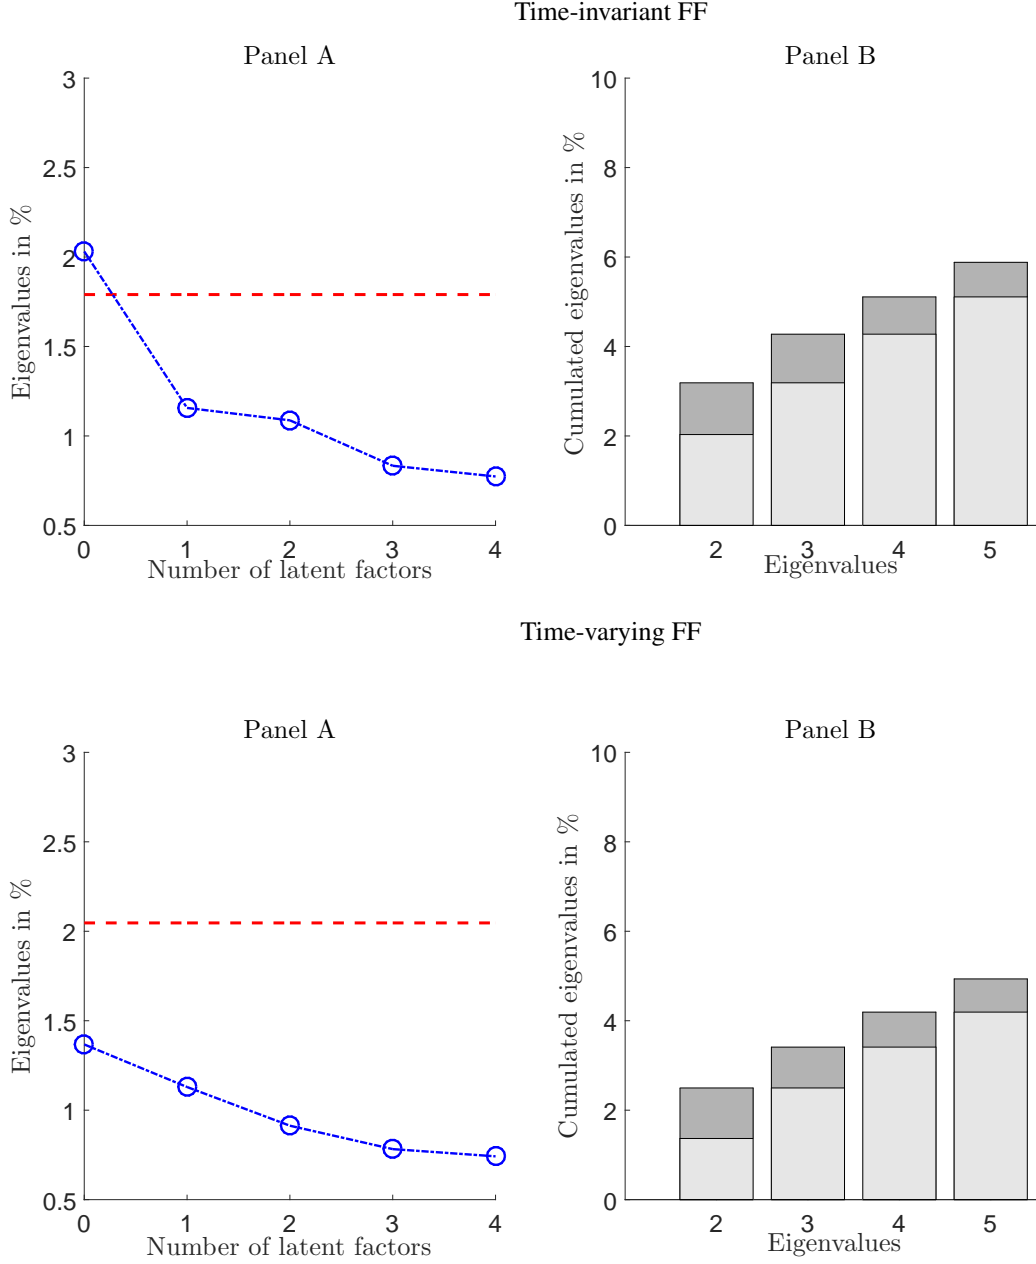 Time-invariant FF
Panel A
Panel B
3
2.5
2
1.5
1
0.5
Eigenvalues in %
0 1 2 3 4
Number of latent factors
10
8
6
4
2
0
Cumulated eigenvalues in %
2 3 4 5
Eigenvalues
Time-varying FF
Panel A
Panel B
3
2.5
2
1.5
1
0.5
Eigenvalues in %
0 1 2 3 4
Number of latent factors
10
8
6
4
2
0
Cumulated eigenvalues in %
2 3 4 5
Eigenvalues